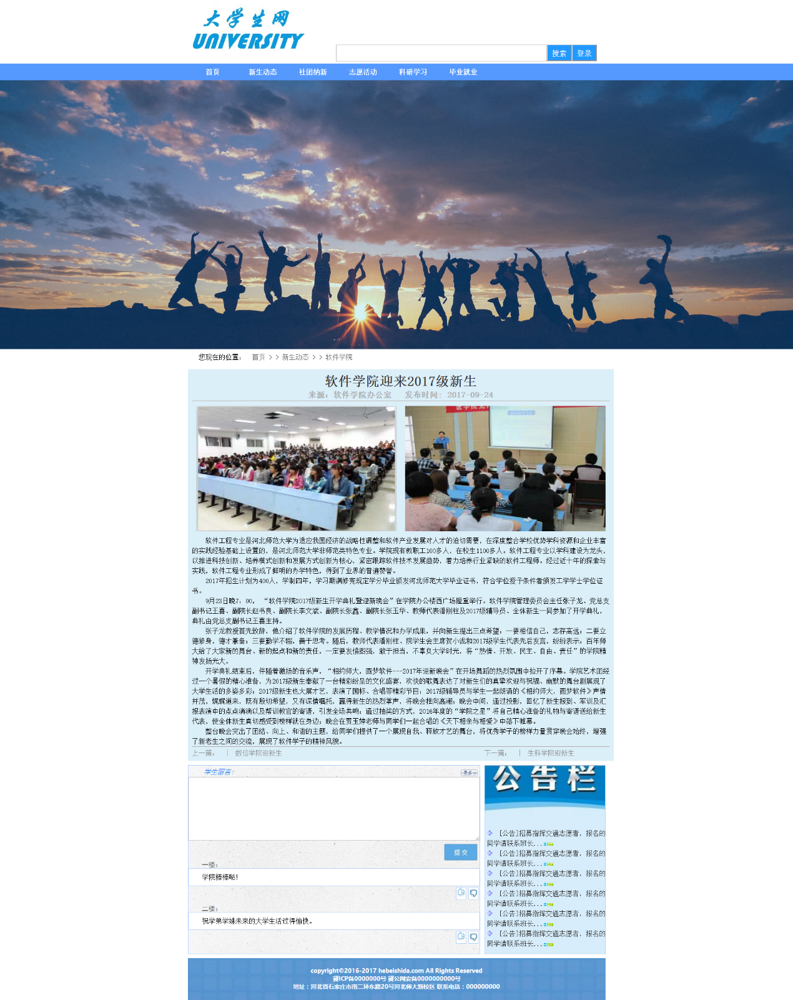 大学生网
UNIVERSITY
搜索 登录
首页 新生动态 社团纳新 志愿活动 科研学习 毕业就业
您现在的位置： 首页 >> 新生动态 >> 软件学院
软件学院迎来2017级新生
来源：软件学院办公室 发布时间：2017-09-24
软件工程专业是河北师范大学为适应我国经济的战略性调整和软件产业发展对人才的迫切需要，在深度整合学校优势学科资源和企业丰富
的实践经验基础上设置的，是河北师范大学非师范类特色专业。学院现有教职工100多人，在校生1100多人。软件工程专业以学科建设为龙头，
以推进科技创新、培养模式创新和发展方式创新为核心，紧密跟踪软件技术发展趋势，着力培养行业紧缺的软件工程师。经过近十年的探索与
实践，软件工程专业形成了鲜明的办学特色，得到了业界的普遍赞誉。
2017年招生计划为400人，学制四年，学习期满修完规定学分毕业颁发河北师范大学毕业证书，符合学位授予条件者颁发工学学士学位证
书。
9月23日晚7：00， “软件学院2017级新生开学典礼暨迎新晚会”在学院办公楼西广场隆重举行。软件学院管理委员会主任张子龙、党总支
副书记王喜、副院长赵书良、副院长李文斌、副院长张鑫、副院长张玉华、教师代表潘刚柱及2017级辅导员、全体新生一同参加了开学典礼，
典礼由党总支副书记王喜主持。
张子龙教授首先致辞，他介绍了软件学院的发展历程、教学情况和办学成果，并向新生提出三点希望：一要相信自己，志存高远；二要立
德修身，德才兼备；三要勤学不辍，善于思考。随后，教师代表潘刚柱、院学生会主席贺小泷和2017级学生代表先后发言，纷纷表示：百年师
大给了大家新的舞台、新的起点和新的责任，一定要发愤图强，敢于担当，不辜负大学时光，将“热情、开放、民主、自由、责任”的学院精
神发扬光大。
开学典礼结束后，伴随着激扬的音乐声，“相约师大，圆梦软件---2017年迎新晚会”在开场舞蹈的热烈氛围中拉开了序幕。学院艺术团经
过一个暑假的精心准备，为2017级新生奉献了一台精彩纷呈的文化盛宴，欢快的歌舞表达了对新生们的真挚欢迎与祝福、幽默的舞台剧展现了
大学生活的多姿多彩；2017级新生也大展才艺，表演了国标、合唱等精彩节目；2017级辅导员与学生一起朗诵的《相约师大，圆梦软件》声情
并茂，娓娓道来，既有殷切希望，又有深情嘱托，赢得新生的热烈掌声，将晚会推向高潮；晚会中间，通过投影，回忆了新生报到、军训及汇
报表演中的点点滴滴以及帮训教官的寄语，引发全场共鸣；通过抽奖的方式，2016年度的“学院之星”将自己精心准备的礼物与寄语送给新生
代表，使全体新生真切感受到榜样就在身边；晚会在贾玉婷老师与同学们一起合唱的《天下相亲与相爱》中落下帷幕。
整台晚会突出了团结、向上、和谐的主题，给同学们提供了一个展现自我、释放才艺的舞台，将优秀学子的榜样力量贯穿晚会始终，增强
了新老生之间的交流，展现了软件学子的精神风貌。
上一篇： | 数信学院迎新生 下一篇： | 生科学院迎新生
学生留言： 更多
提交
一楼：
学院棒棒哒！
二楼：
祝学弟学妹未来的大学生活过得愉快。
公告栏
[公告]招募指挥交通志愿者，报名的
同学请联系班长...
[公告]招募指挥交通志愿者，报名的
同学请联系班长...
[公告]招募指挥交通志愿者，报名的
同学请联系班长...
[公告]招募指挥交通志愿者，报名的
同学请联系班长...
[公告]招募指挥交通志愿者，报名的
同学请联系班长...
[公告]招募指挥交通志愿者，报名的
同学请联系班长...
copyright©2016-2017 hebeishida.com All Rights Reserved
冀ICP备0000000号 冀公网安备0000000000号
地址：河北省石家庄市南二环东路20号河北师大新校区 联系电话：000000000